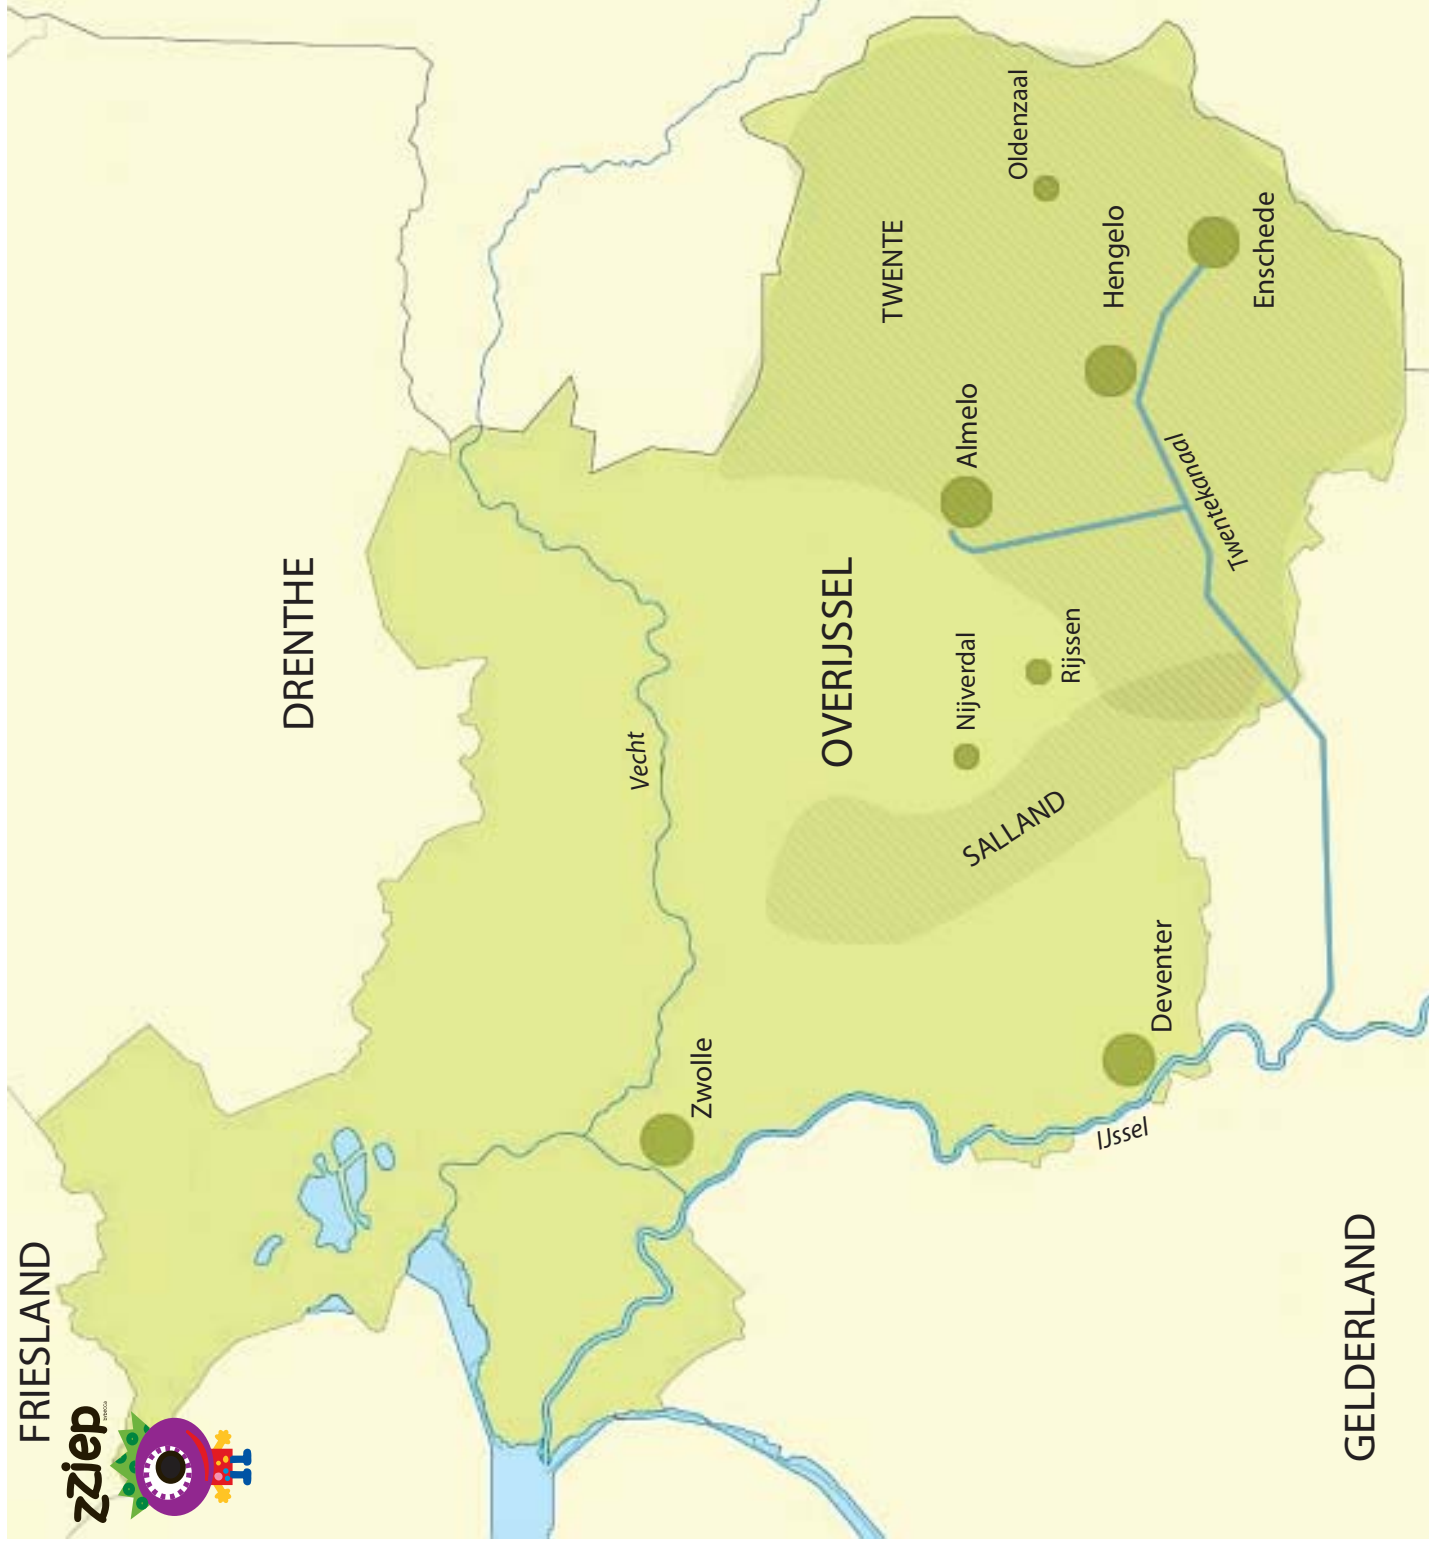 FRIESLAND
zziep
DRENTHE
Vecht
Zwolle
OVERIJSSEL
TWENTE
Almelo
Nijverdal
SALLAND
Oldenzaal
Rijssen
Hengelo
Enschede
Twentekanaal
Deventer
IJssel
GELDERLAND